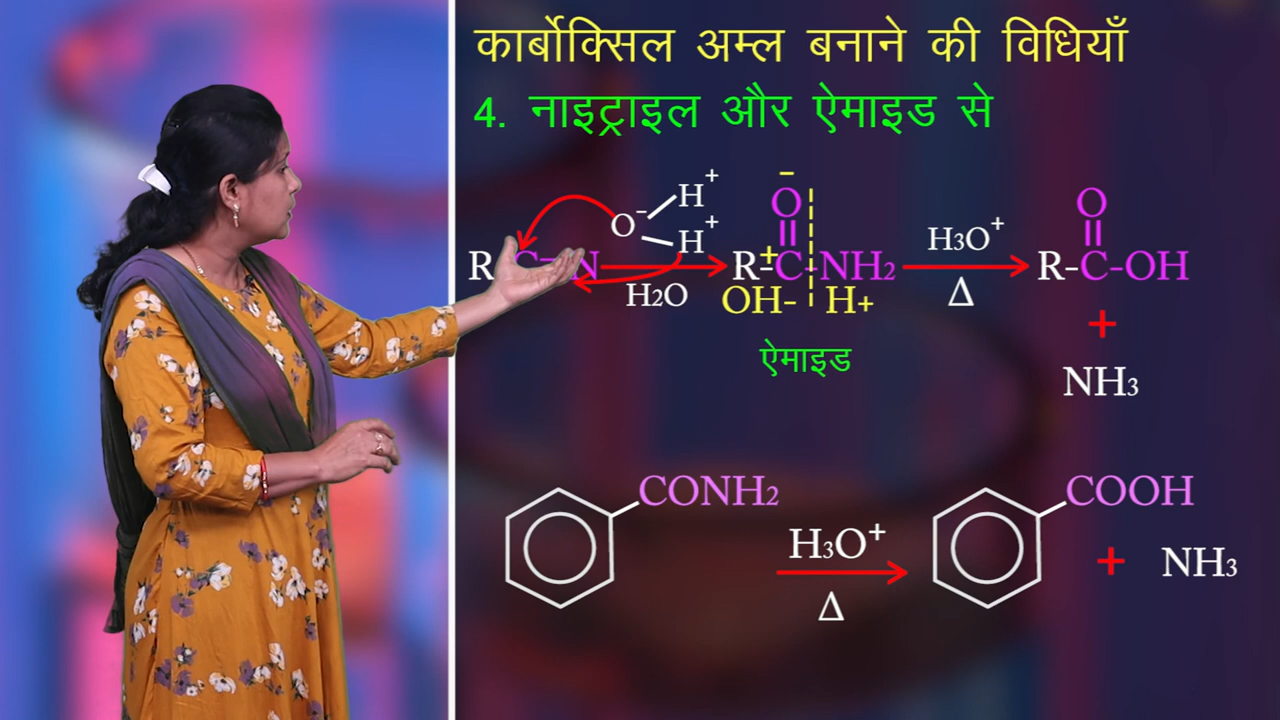 कार्बोक्सिल अम्ल बनाने की विधियाँ
4. नाइट्राइल और ऐमाइड से
R C≡N
O⁻ H⁺ H⁺
H₂O
O⁻ || R-C⁺-NH₂
OH- H+
ऐमाइड
H₃O⁺
Δ
O || R-C-OH
+
NH₃
CONH₂
H₃O⁺
Δ
COOH
+ NH₃